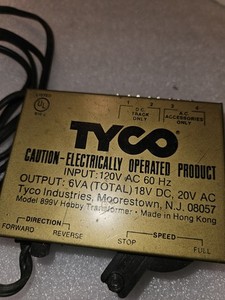 1 2 3 4
D.C. A.C.
TRACK ACCESSORIES
ONLY ONLY
UL
TYCO®
CAUTION-ELECTRICALLY OPERATED PRODUCT
INPUT: 120V AC 60 Hz
OUTPUT: 6VA (TOTAL) 18V DC, 20V AC
Tyco Industries, Moorestown, N.J. 08057
Model 899V Hobby Transformer • Made in Hong Kong
DIRECTION SPEED
FORWARD REVERSE STOP FULL